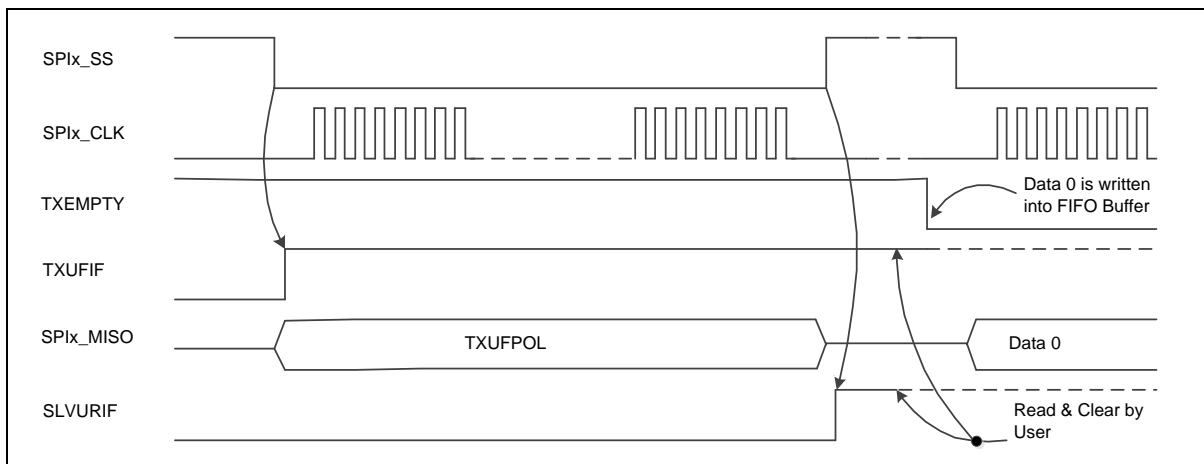 SPIx_SS
SPIx_CLK
TXEMPTY
Data 0 is written
into FIFO Buffer
TXUFIF
SPIx_MISO
TXUFPOL
Data 0
SLVURIF
Read & Clear by
User